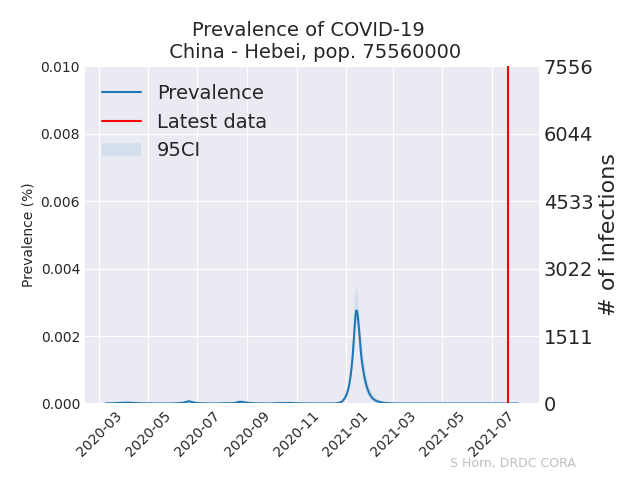 Prevalence of COVID-19
China - Hebei, pop. 75560000
Prevalence
Latest data
95CI
Prevalence (%)
0.010
0.008
0.006
0.004
0.002
0.000
7556
6044
4533
3022
1511
0
# of infections
2020-03
2020-05
2020-07
2020-09
2020-11
2021-01
2021-03
2021-05
2021-07
S Horn, DRDC CORA